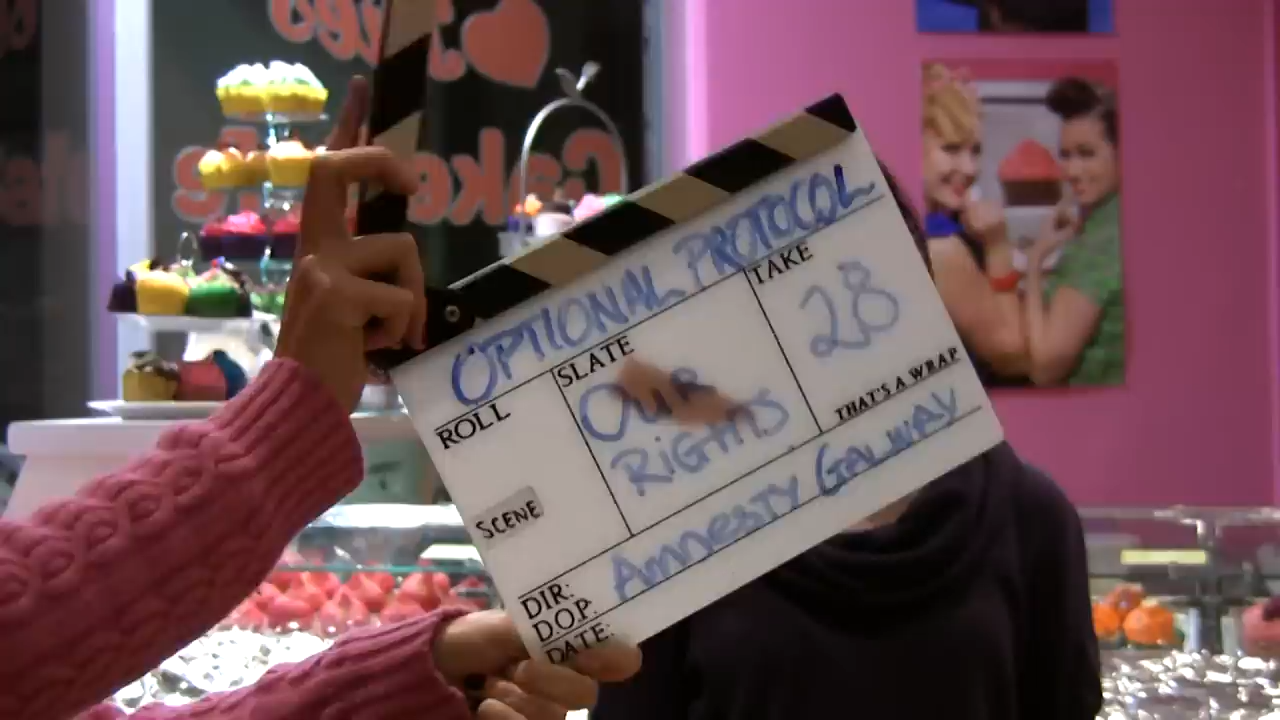 OPTIONAL PROTOCOL
ROLL
SLATE
TAKE
OUR
RIGHTS
28
SCENE
THAT'S A WRAP
DIR:
AMNESTY GALWAY
D.O.P.
DATE: